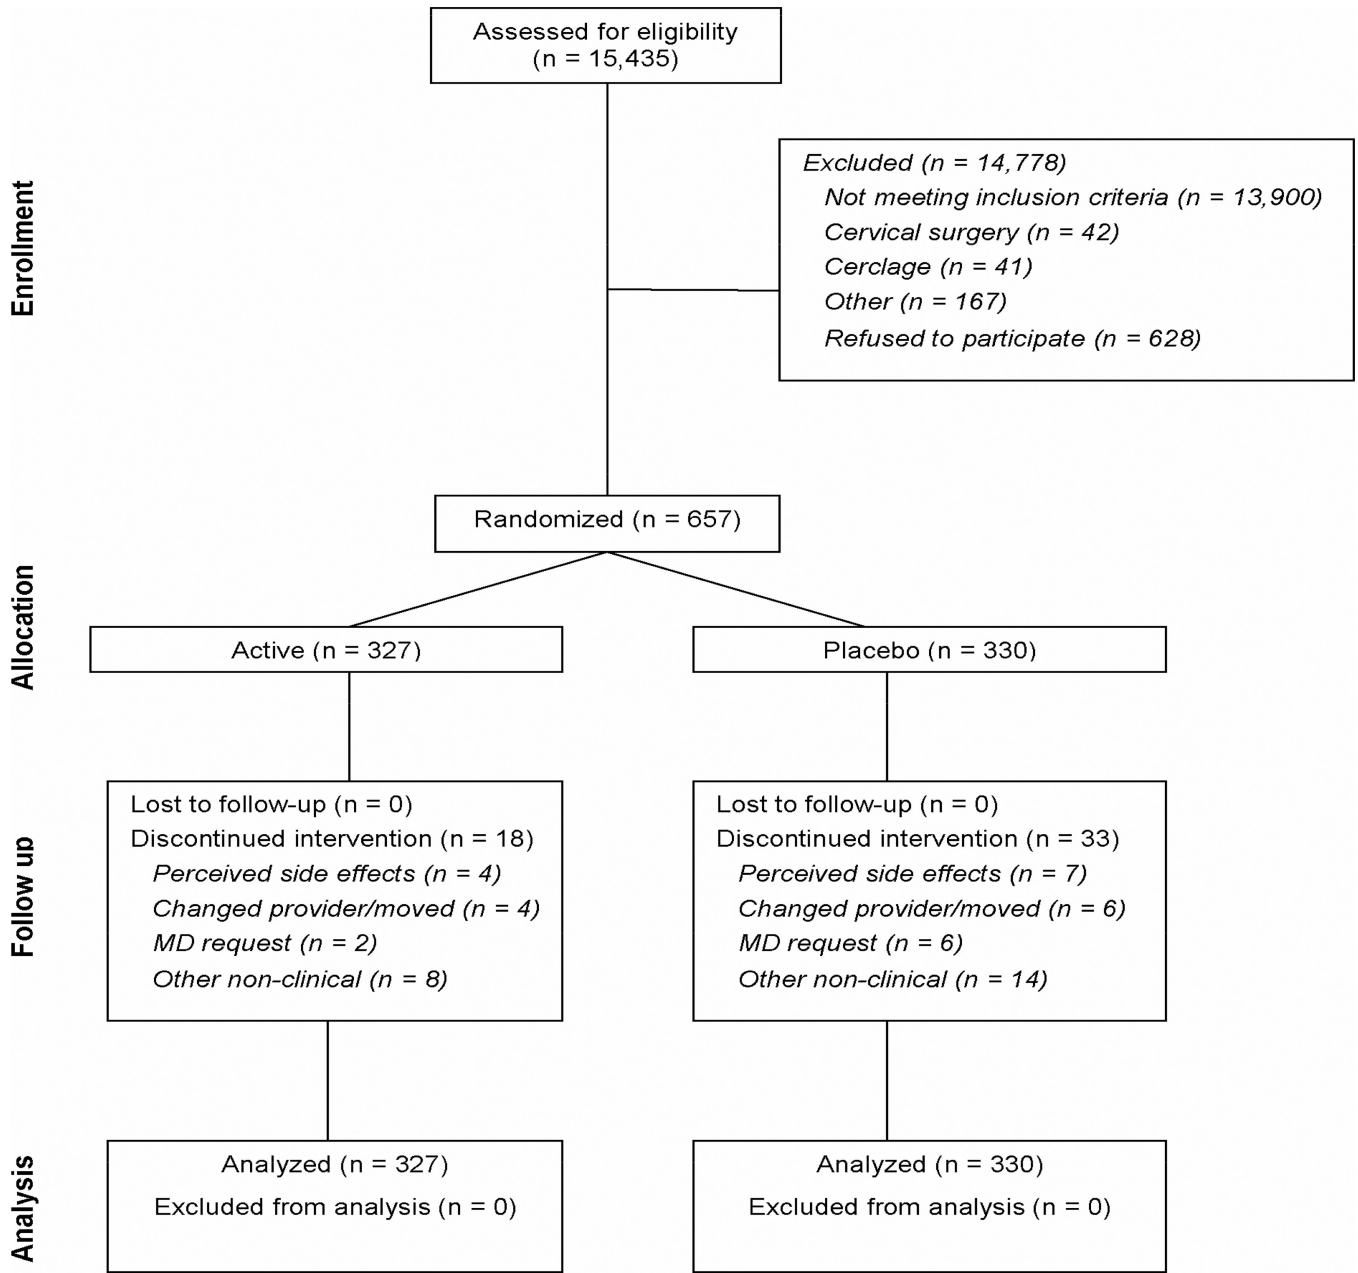 Assessed for eligibility
(n = 15,435)
Enrollment
Excluded (n = 14,778)
Not meeting inclusion criteria (n = 13,900)
Cervical surgery (n = 42)
Cerclage (n = 41)
Other (n = 167)
Refused to participate (n = 628)
Randomized (n = 657)
Allocation
Active (n = 327)
Placebo (n = 330)
Follow up
Lost to follow-up (n = 0)
Discontinued intervention (n = 18)
Perceived side effects (n = 4)
Changed provider/moved (n = 4)
MD request (n = 2)
Other non-clinical (n = 8)
Lost to follow-up (n = 0)
Discontinued intervention (n = 33)
Perceived side effects (n = 7)
Changed provider/moved (n = 6)
MD request (n = 6)
Other non-clinical (n = 14)
Analysis
Analyzed (n = 327)
Excluded from analysis (n = 0)
Analyzed (n = 330)
Excluded from analysis (n = 0)